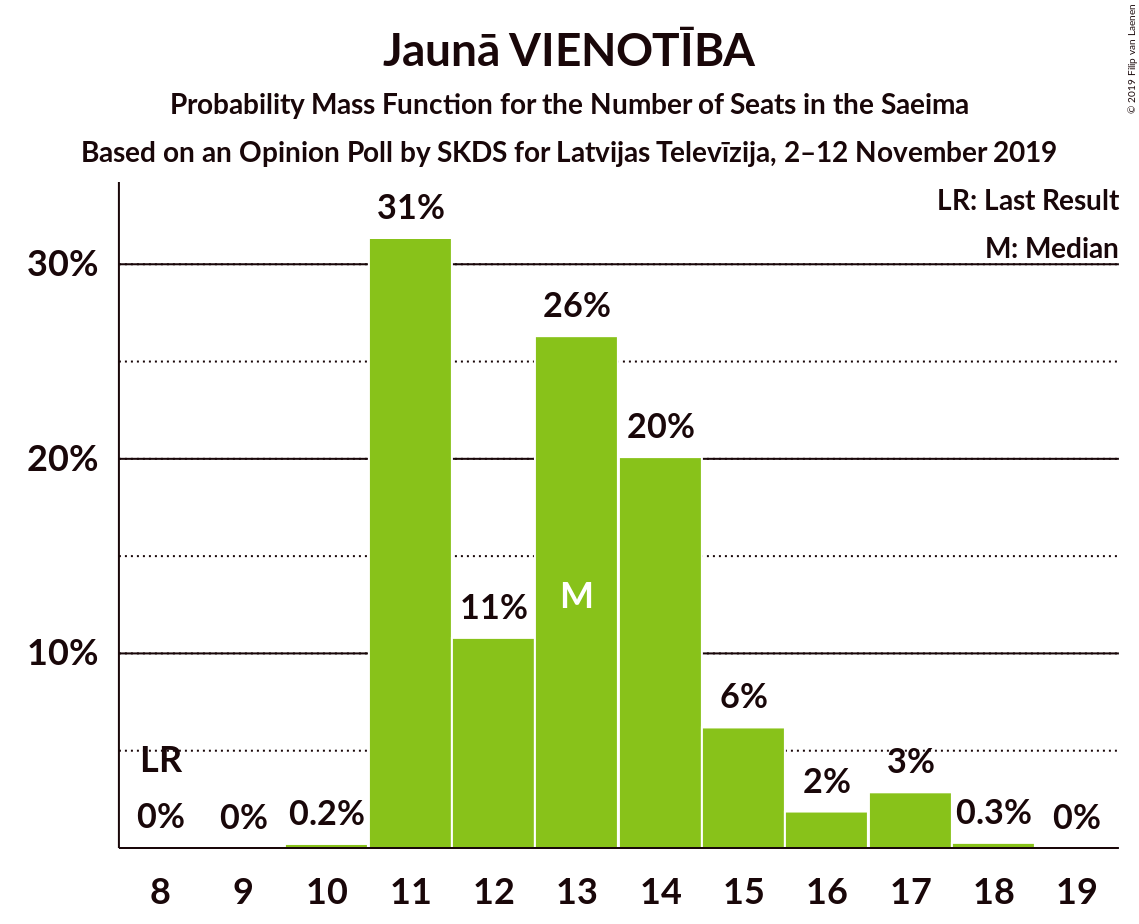 Jaunā VIENOTĪBA
Probability Mass Function for the Number of Seats in the Saeima
Based on an Opinion Poll by SKDS for Latvijas Televīzija, 2–12 November 2019
© 2019 Filip van Laenen
LR: Last Result
M: Median
31%
30%
26%
20%
20%
M
11%
10%
6%
LR
3%
2%
0% 0% 0.2% 0.3% 0%
8 9 10 11 12 13 14 15 16 17 18 19